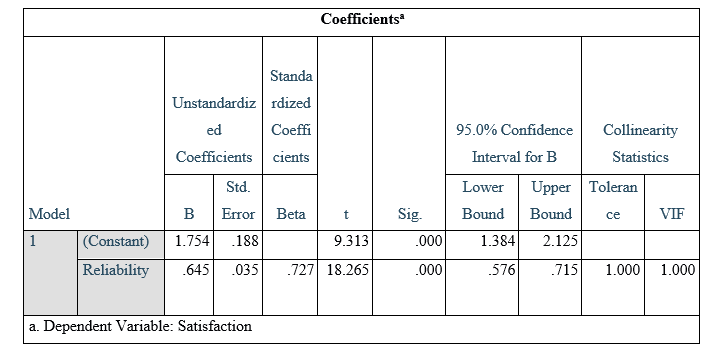 Coefficientsᵃ
Model
Unstandardiz
ed
Coefficients
Standa
rdized
Coeffi
cients
t
Sig.
95.0% Confidence
Interval for B
Collinearity
Statistics
B
Std.
Error
Beta
Lower
Bound
Upper
Bound
Toleran
ce
VIF
1 (Constant) 1.754 .188 9.313 .000 1.384 2.125
Reliability .645 .035 .727 18.265 .000 .576 .715 1.000 1.000
a. Dependent Variable: Satisfaction